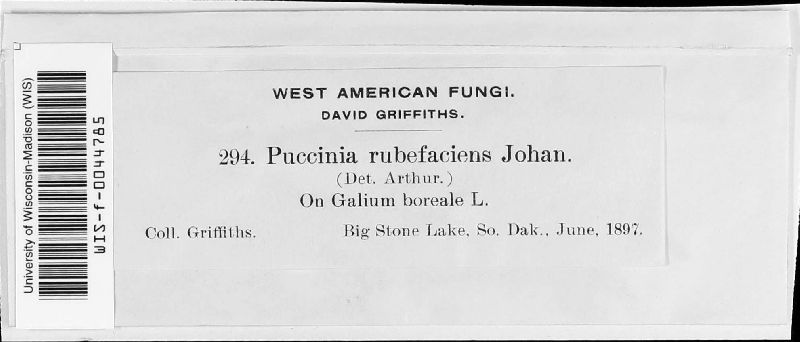 WEST AMERICAN FUNGI.
DAVID GRIFFITHS.
294. Puccinia rubefaciens Johan.
(Det. Arthur.)
On Galium boreale L.
Coll. Griffiths. Big Stone Lake, So. Dak., June, 1897.
University of Wisconsin-Madison (WIS)
WIS-f-0044785